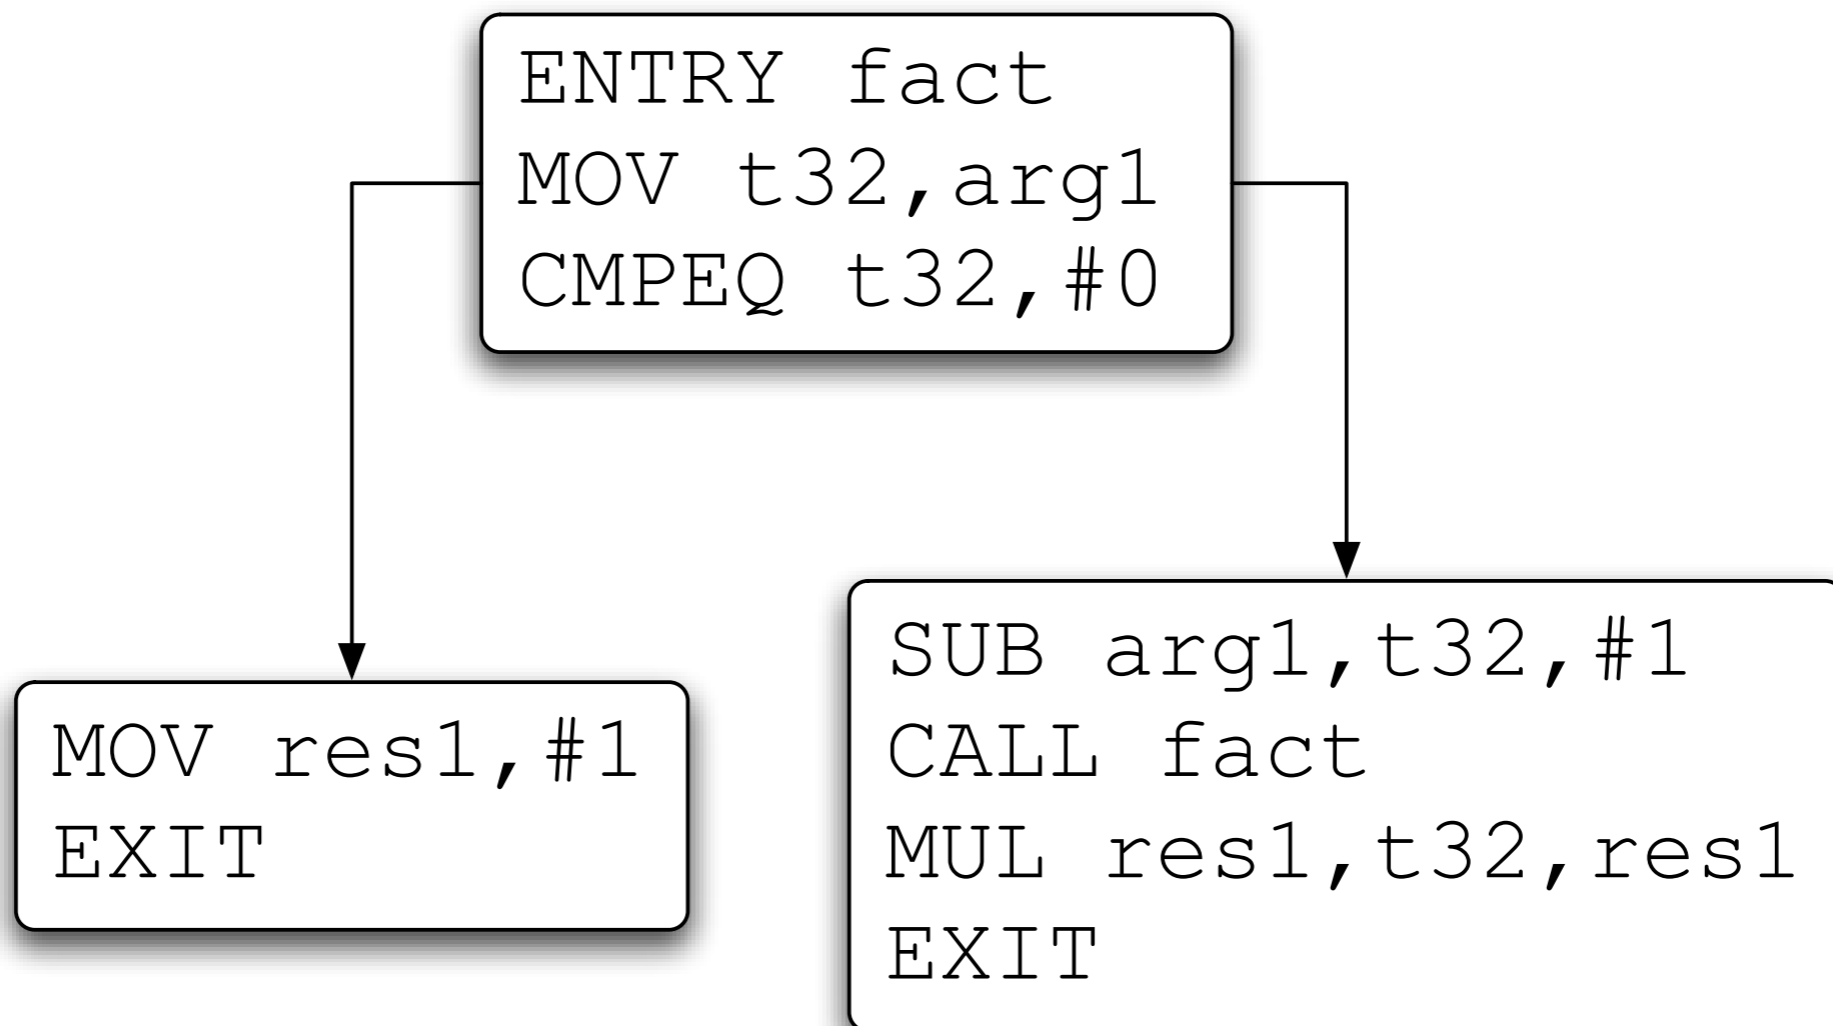 ENTRY fact
MOV t32,arg1
CMPEQ t32,#0
MOV res1,#1
EXIT
SUB arg1,t32,#1
CALL fact
MUL res1,t32,res1
EXIT